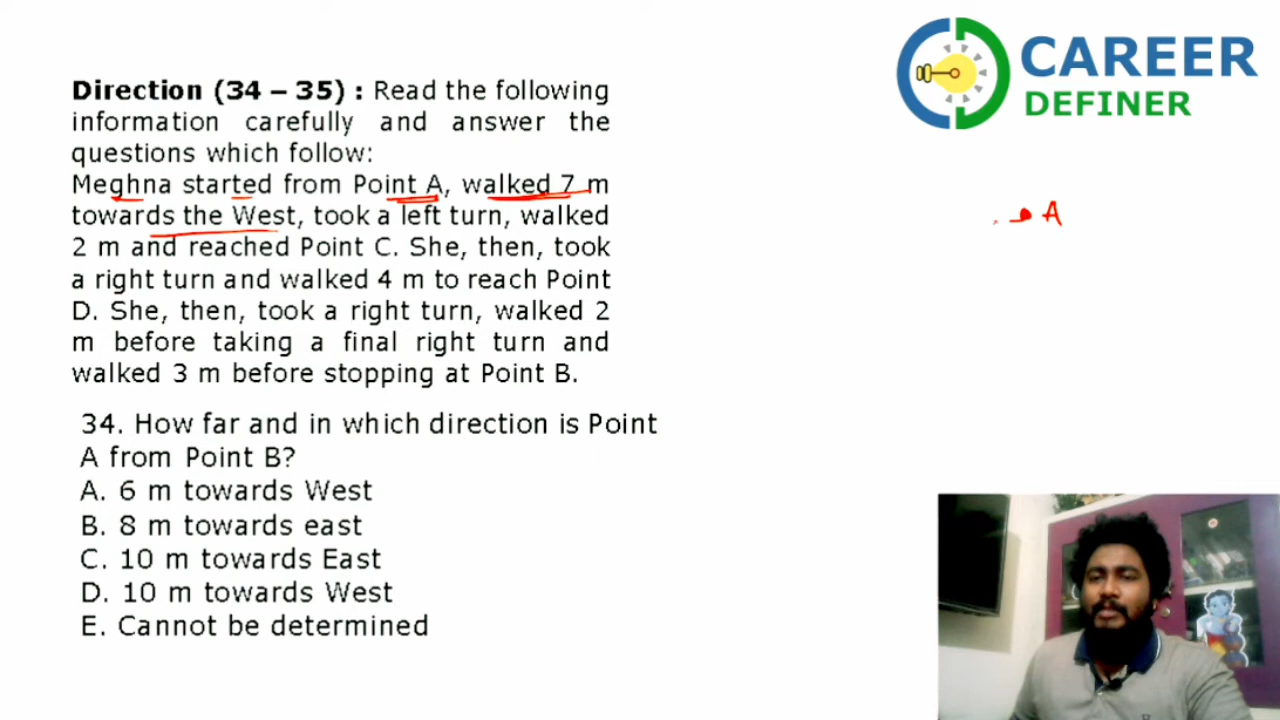 CAREER
DEFINER
Direction (34 – 35) : Read the following
information carefully and answer the
questions which follow:
Meghna started from Point A, walked 7 m
towards the West, took a left turn, walked
2 m and reached Point C. She, then, took
a right turn and walked 4 m to reach Point
D. She, then, took a right turn, walked 2
m before taking a final right turn and
walked 3 m before stopping at Point B.
A
34. How far and in which direction is Point
A from Point B?
A. 6 m towards West
B. 8 m towards east
C. 10 m towards East
D. 10 m towards West
E. Cannot be determined